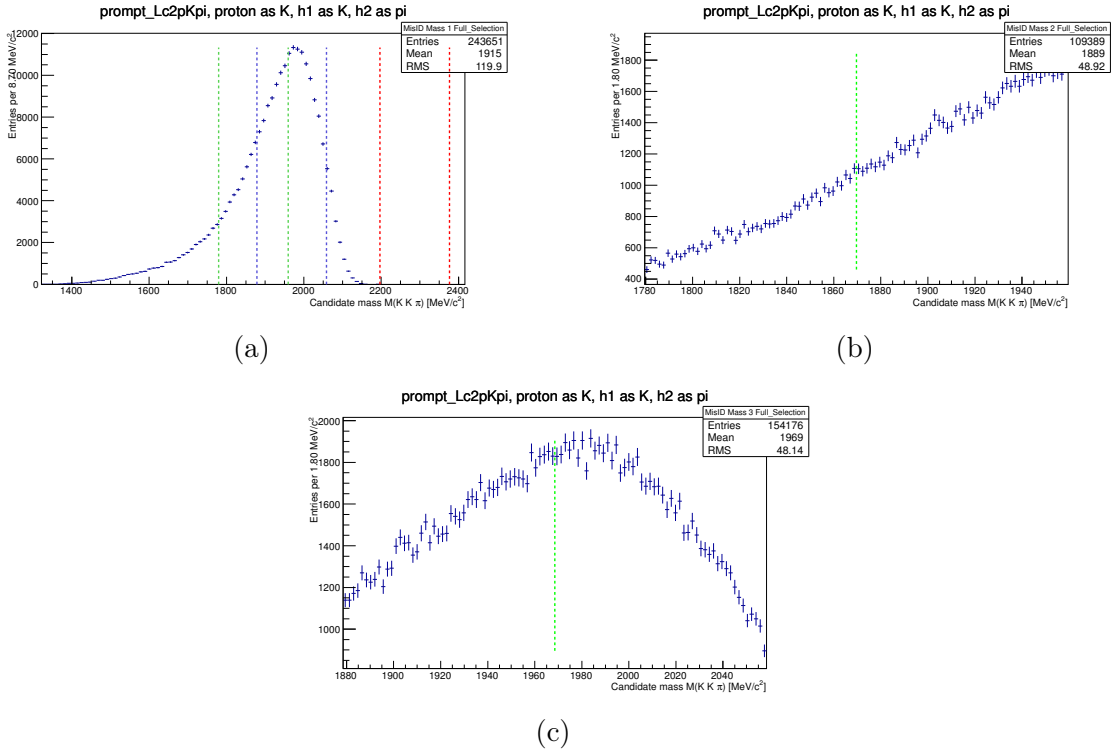 prompt_Lc2pKpi, proton as K, h1 as K, h2 as pi
MisID Mass 1 Full_Selection
Entries 243651
Mean 1915
RMS 119.9
Entries per 8.70 MeV/c²
12000
10000
8000
6000
4000
2000
0
1400 1600 1800 2000 2200 2400
Candidate mass M(K K π) [MeV/c²]
(a)
prompt_Lc2pKpi, proton as K, h1 as K, h2 as pi
MisID Mass 2 Full_Selection
Entries 109389
Mean 1889
RMS 48.92
Entries per 1.80 MeV/c²
1800
1600
1400
1200
1000
800
600
400
1780 1800 1820 1840 1860 1880 1900 1920 1940
Candidate mass M(K K π) [MeV/c²]
(b)
prompt_Lc2pKpi, proton as K, h1 as K, h2 as pi
MisID Mass 3 Full_Selection
Entries 154176
Mean 1969
RMS 48.14
Entries per 1.80 MeV/c²
2000
1800
1600
1400
1200
1000
1880 1900 1920 1940 1960 1980 2000 2020 2040
Candidate mass M(K K π) [MeV/c²]
(c)